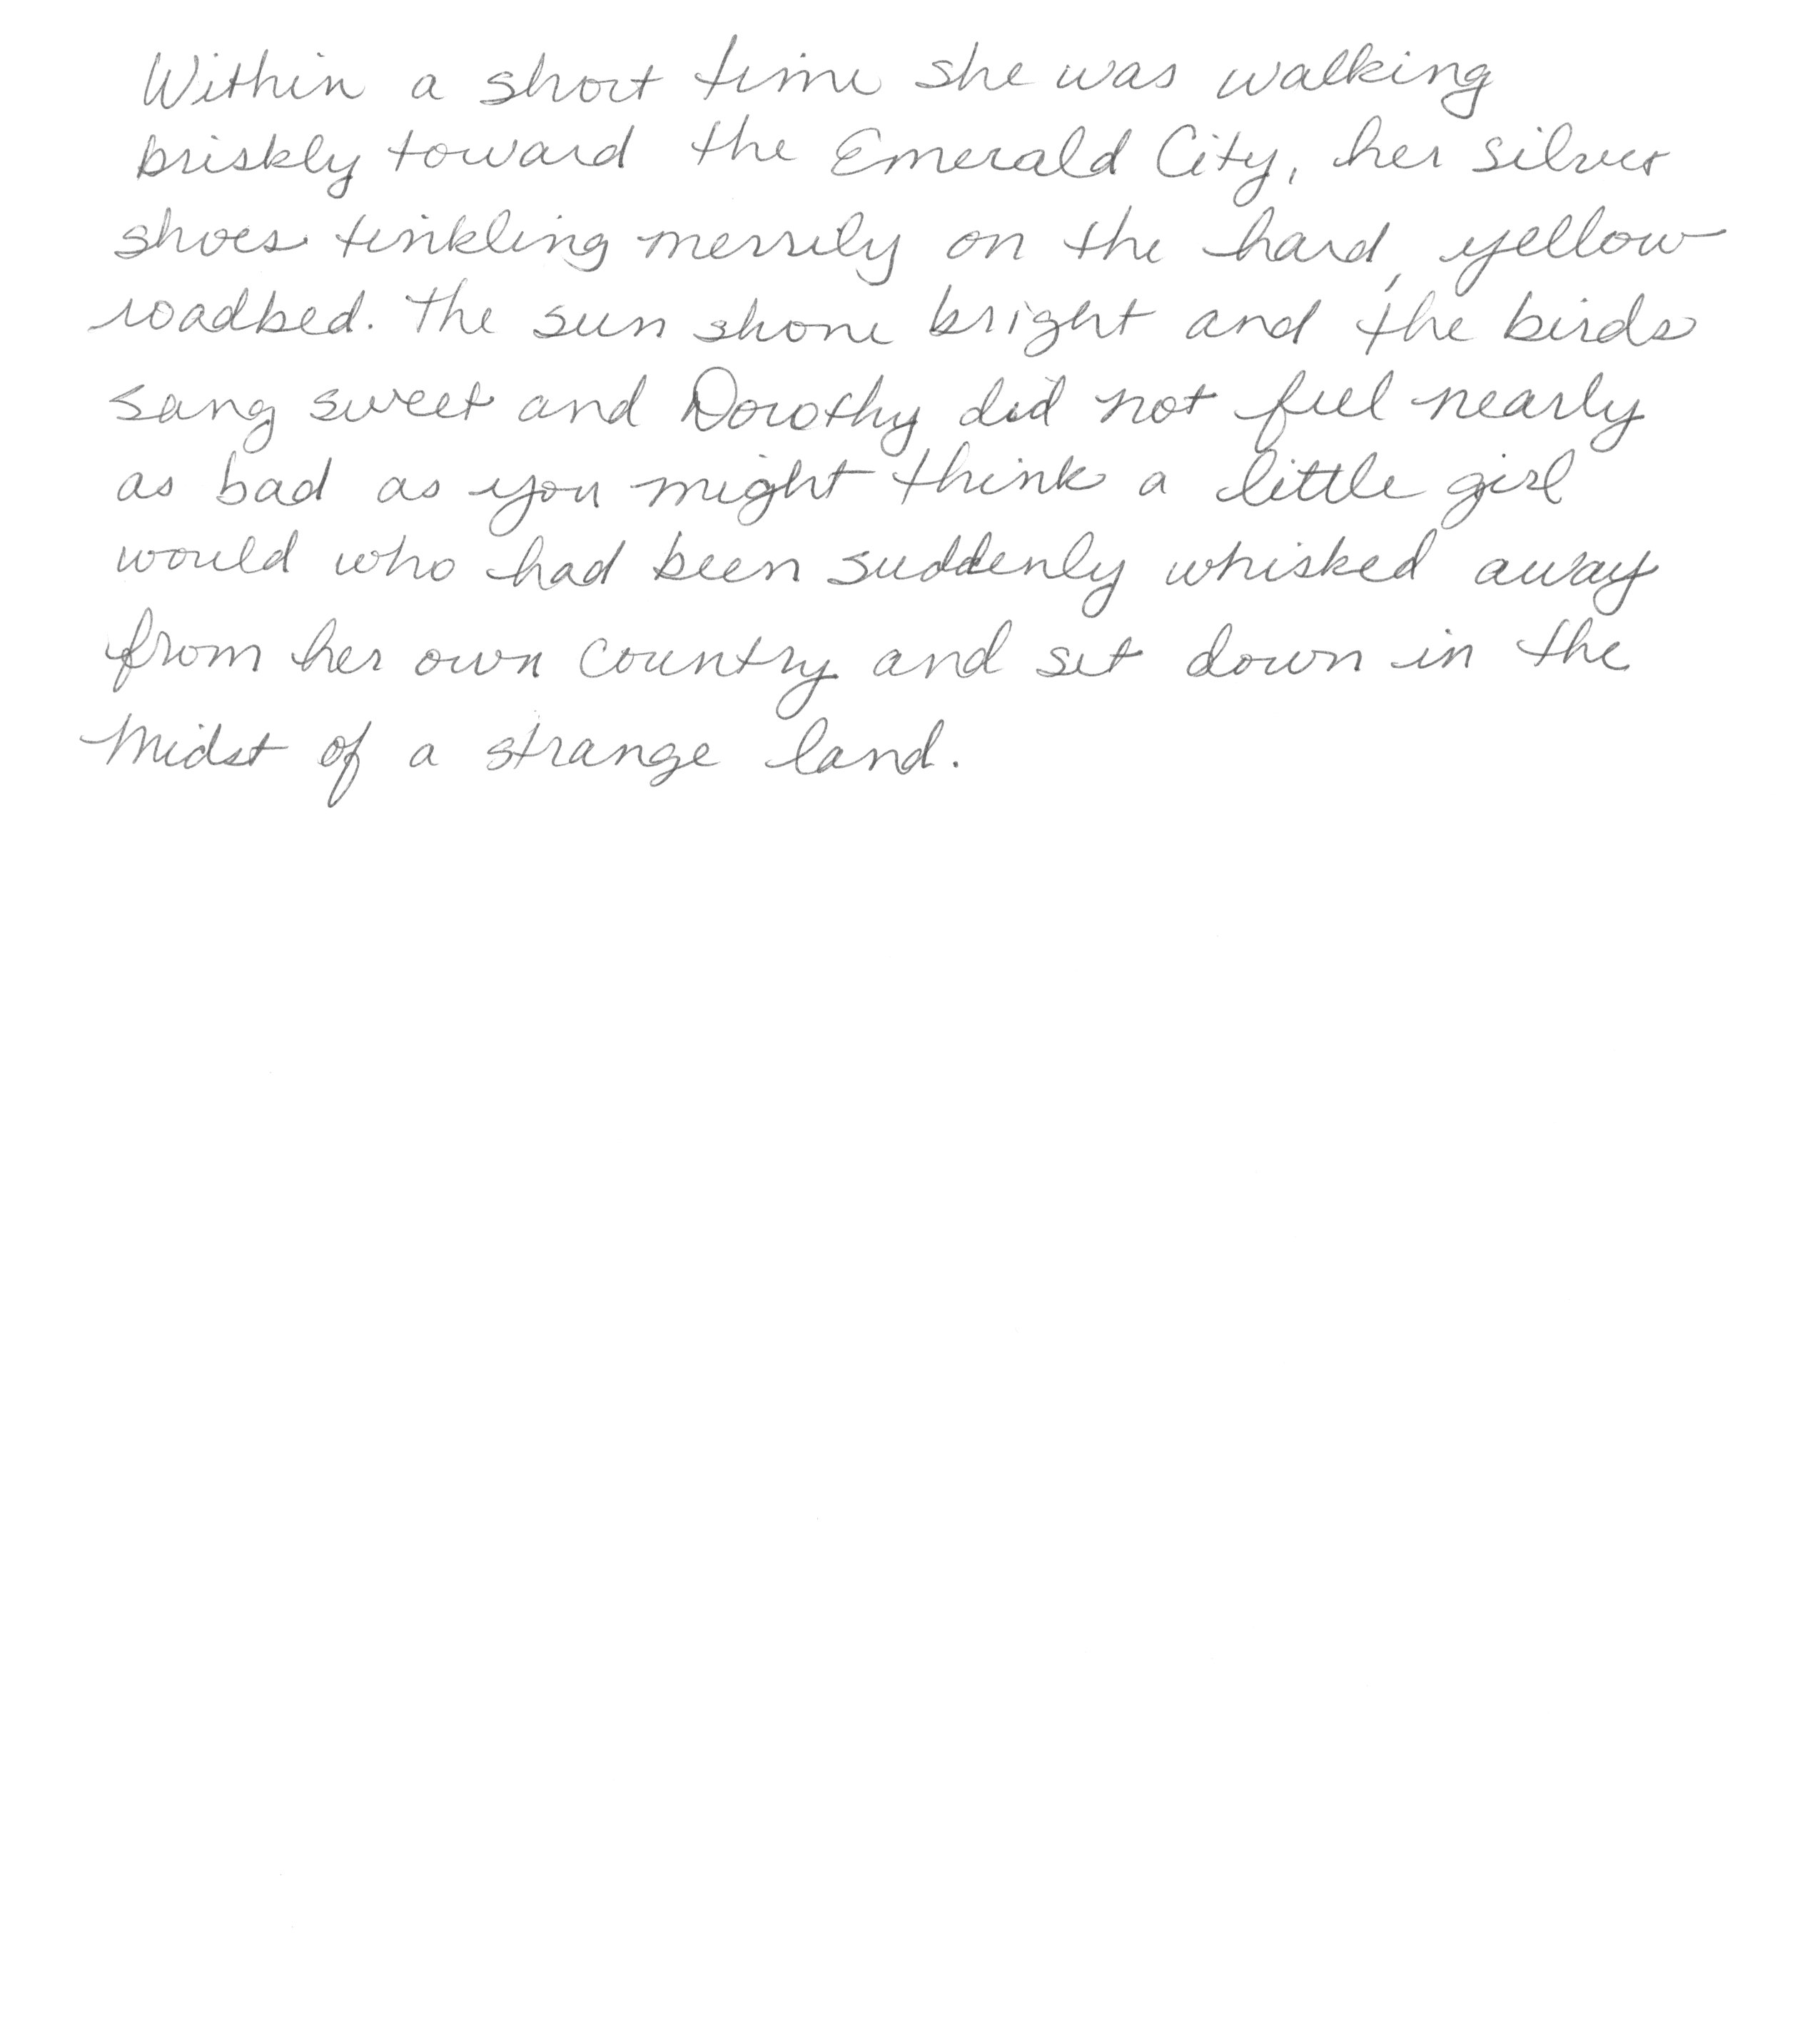 Within a short time she was walking
briskly toward the Emerald City, her silver
shoes tinkling merrily on the hard, yellow
roadbed. The sun shone bright and the birds
sang sweet and Dorothy did not feel nearly
as bad as you might think a little girl
would who had been suddenly whisked away
from her own country and set down in the
midst of a strange land.